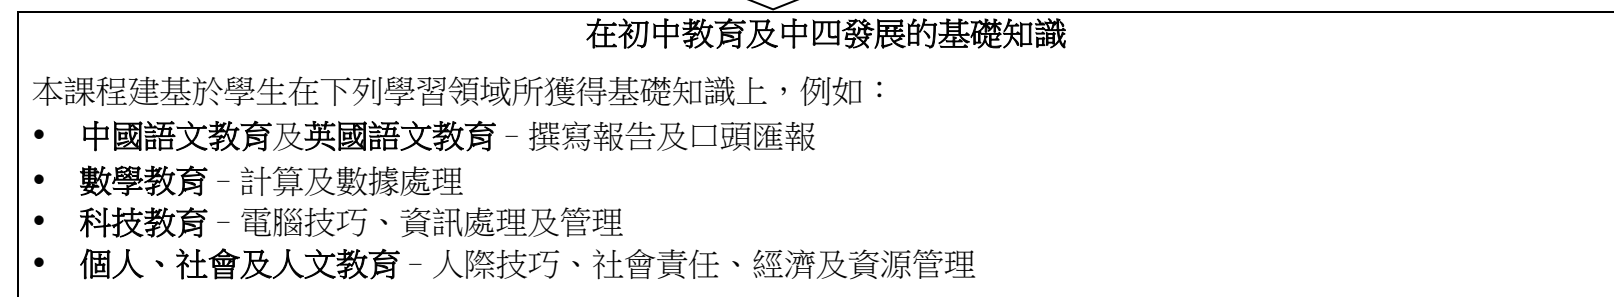 在初中教育及中四發展的基礎知識
本課程建基於學生在下列學習領域所獲得基礎知識上，例如：
• 中國語文教育及英國語文教育 – 撰寫報告及口頭匯報
• 數學教育 – 計算及數據處理
• 科技教育 – 電腦技巧、資訊處理及管理
• 個人、社會及人文教育 – 人際技巧、社會責任、經濟及資源管理